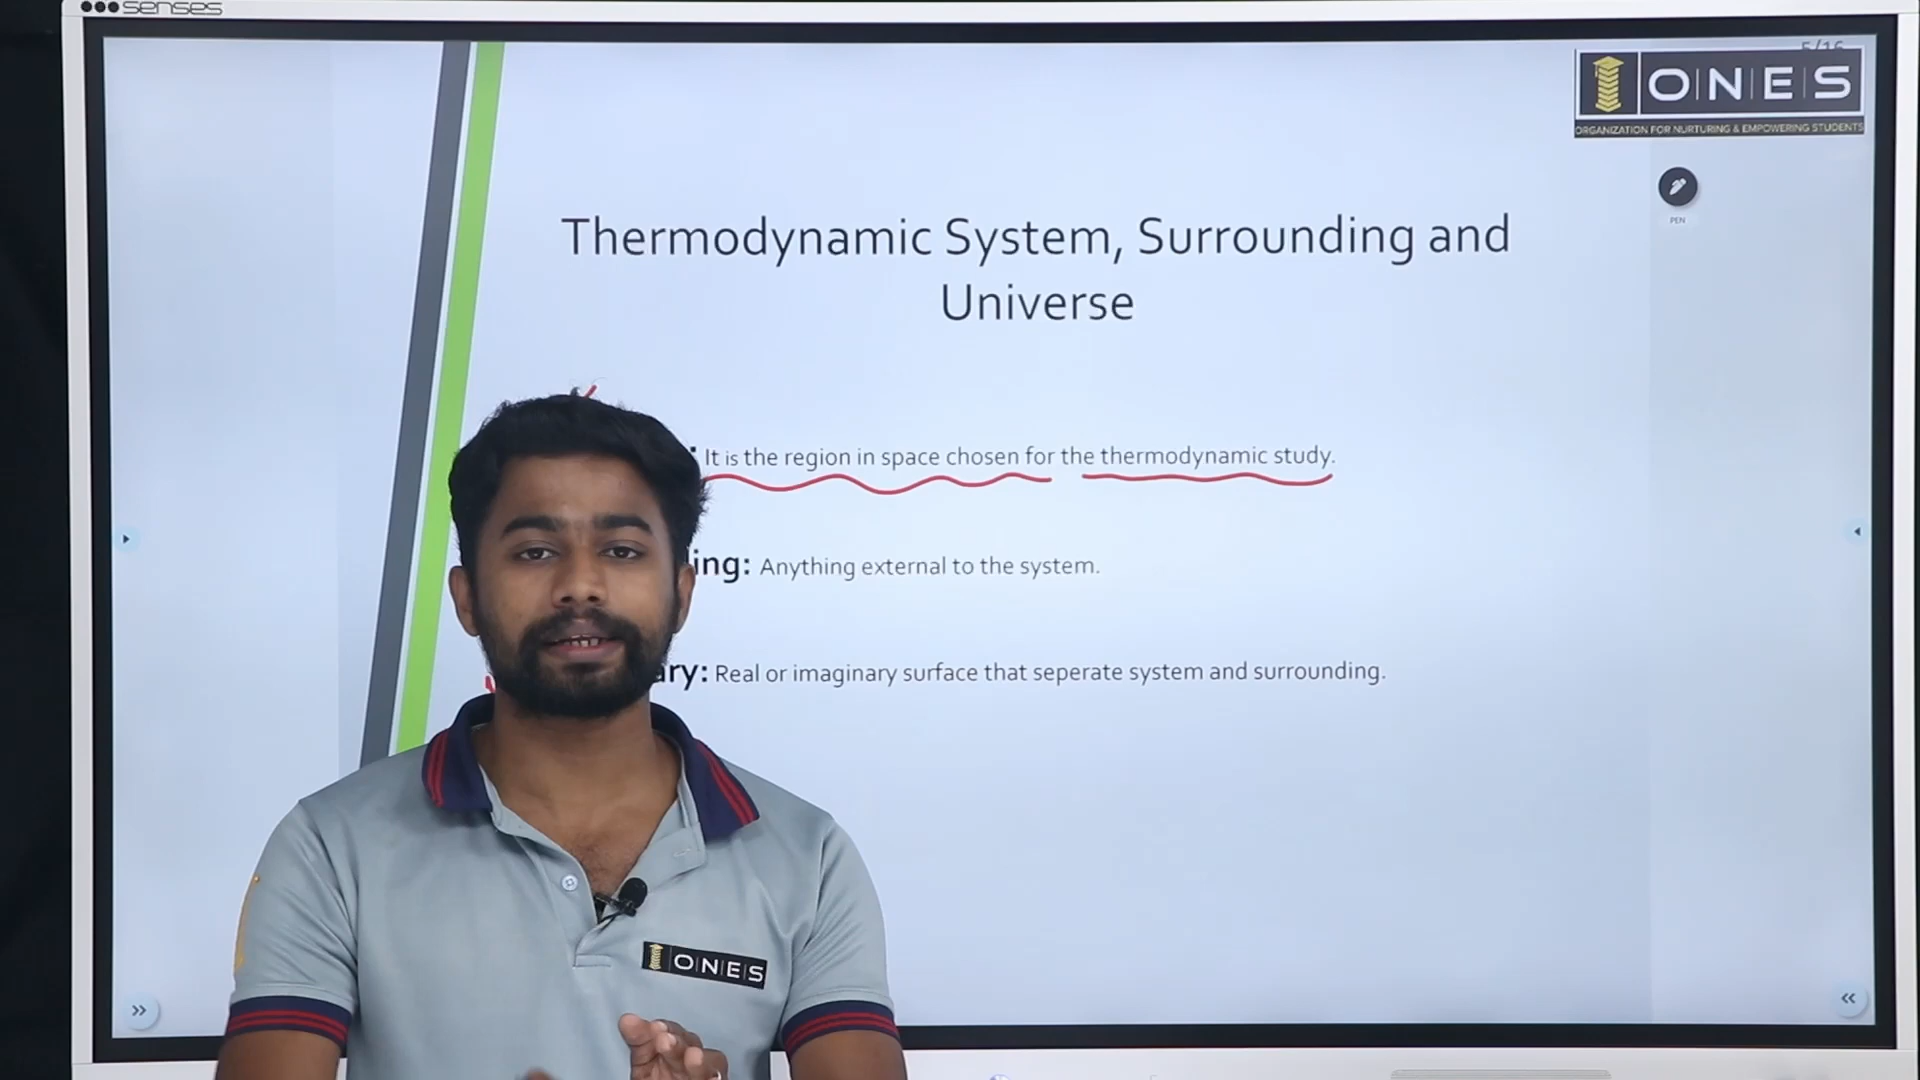 senses
5/16
ONES
ORGANIZATION FOR NURTURING & EMPOWERING STUDENTS
PEN
Thermodynamic System, Surrounding and
Universe
: It is the region in space chosen for the thermodynamic study.
ing: Anything external to the system.
ary: Real or imaginary surface that seperate system and surrounding.
ONES